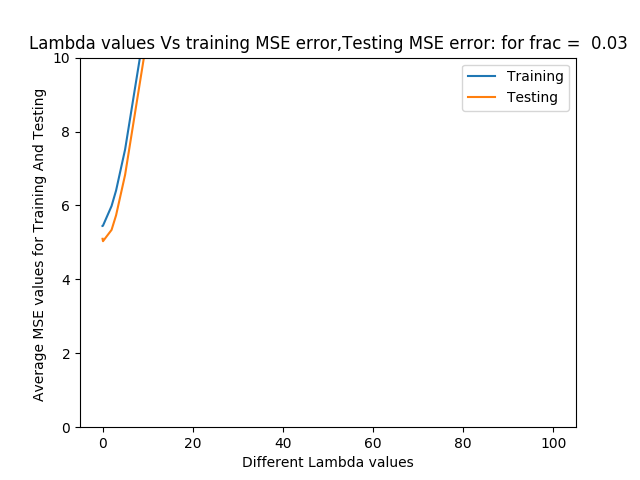 Lambda values Vs training MSE error,Testing MSE error: for frac =  0.03
10
8
6
4
2
0
Average MSE values for Training And Testing
Training
Testing
0 20 40 60 80 100
Different Lambda values